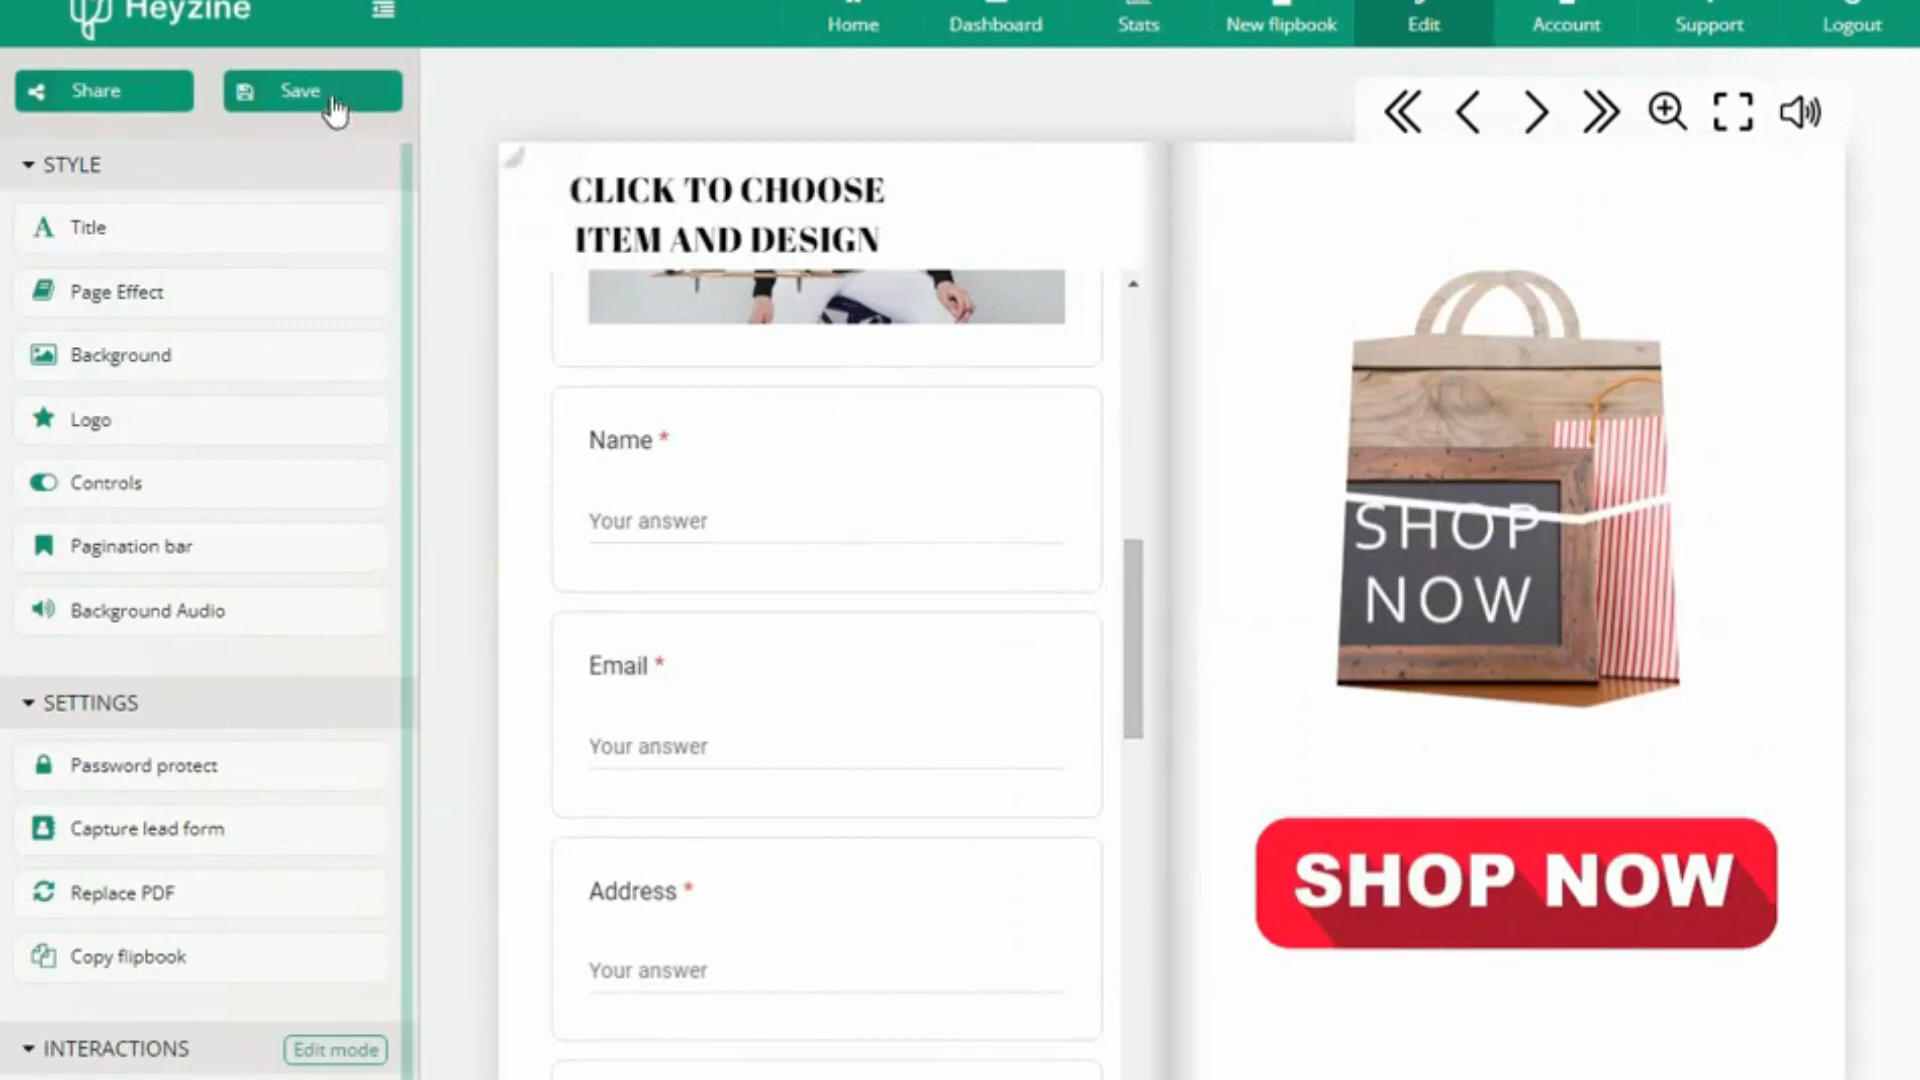 Heyzine
Home
Dashboard
Stats
New flipbook
Edit
Account
Support
Logout
Share
Save
STYLE
Title
Page Effect
Background
Logo
Controls
Pagination bar
Background Audio
SETTINGS
Password protect
Capture lead form
Replace PDF
Copy flipbook
INTERACTIONS
Edit mode
CLICK TO CHOOSE
ITEM AND DESIGN
Name *
Your answer
Email *
Your answer
Address *
Your answer
SHOP
NOW
SHOP NOW